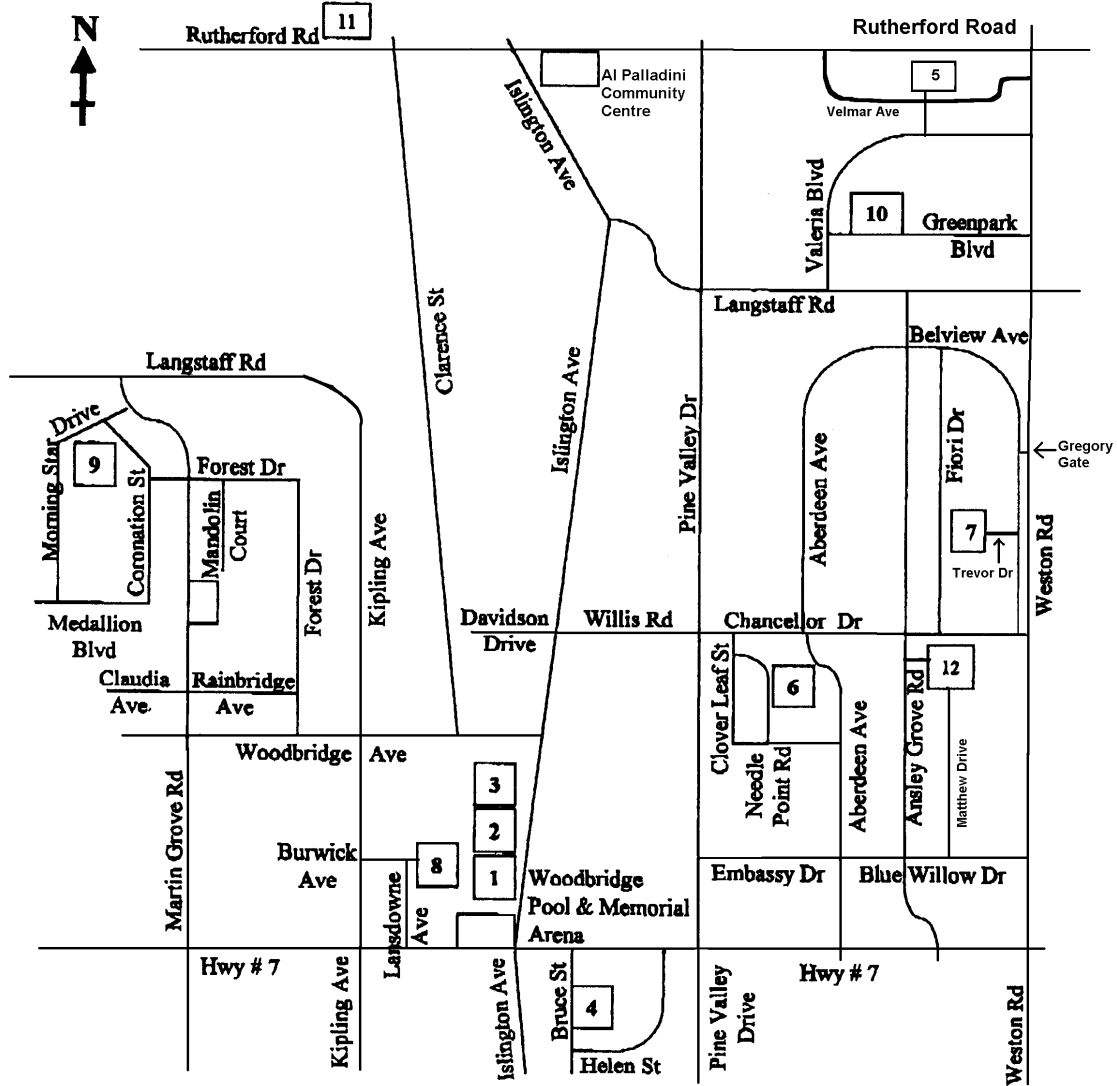 N
11
Rutherford Rd
Rutherford Road
5
Al Palladini
Community
Centre
Velmar Ave
Islington Ave
Valeria Blvd
10
Greenpark
Blvd
Langstaff Rd
Clarence St
Belview Ave
Langstaff Rd
Islington Ave
Pine Valley Dr
Drive
Morning Star
9
Coronation St
Forest Dr
Mandolin
Court
Aberdeen Ave
Fiori Dr
Gregory
Gate
7
Trevor Dr
Weston Rd
Kipling Ave
Forest Dr
Medallion
Blvd
Davidson
Drive
Willis Rd
Chancellor Dr
Claudia
Ave.
Rainbridge
Ave
Clover Leaf St
6
12
Ansley Grove Rd
Woodbridge Ave
Needle
Point Rd
Aberdeen Ave
Matthew Drive
Martin Grove Rd
3
2
1
Burwick
Ave
8
Lansdowne
Ave
Woodbridge
Pool & Memorial
Arena
Embassy Dr
Blue Willow Dr
Hwy # 7
Hwy # 7
Kipling Ave
Islington Ave
Bruce St
4
Helen St
Pine Valley
Drive
Weston Rd